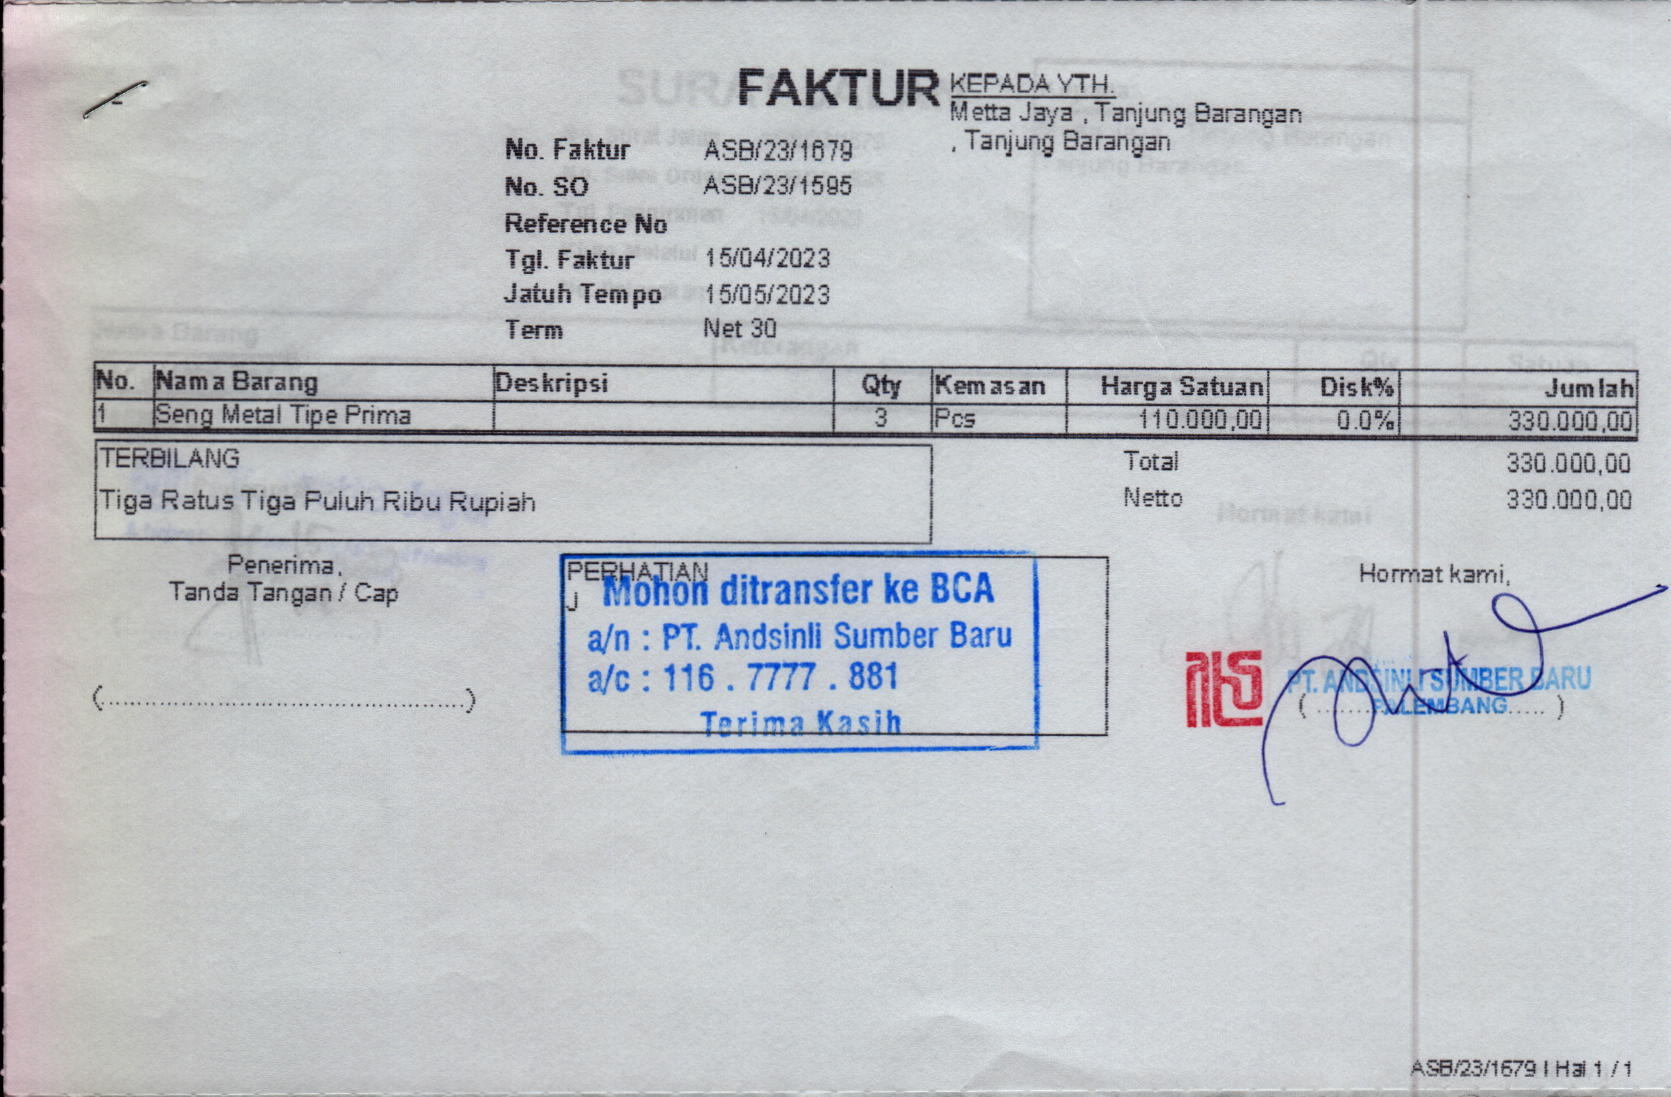 FAKTUR
KEPADA YTH.
Metta Jaya , Tanjung Barangan
, Tanjung Barangan
No. Faktur ASB/23/1679
No. SO ASB/23/1595
Reference No
Tgl. Faktur 15/04/2023
Jatuh Tempo 15/05/2023
Term Net 30
No. Nama Barang Deskripsi Qty Kemasan Harga Satuan Disk% Jumlah
1 Seng Metal Tipe Prima 3 Pcs 110.000,00 0.0% 330.000,00
TERBILANG
Tiga Ratus Tiga Puluh Ribu Rupiah
Total 330.000,00
Netto 330.000,00
Penerima,
Tanda Tangan / Cap
(................................................)
PERHATIAN
J
Mohon ditransfer ke BCA
a/n : PT. Andsinli Sumber Baru
a/c : 116 . 7777 . 881
Terima Kasih
Hormat kami,
PT. ANDSINLI SUMBER BARU
PALEMBANG
ASB/23/1679 | Hal 1 / 1